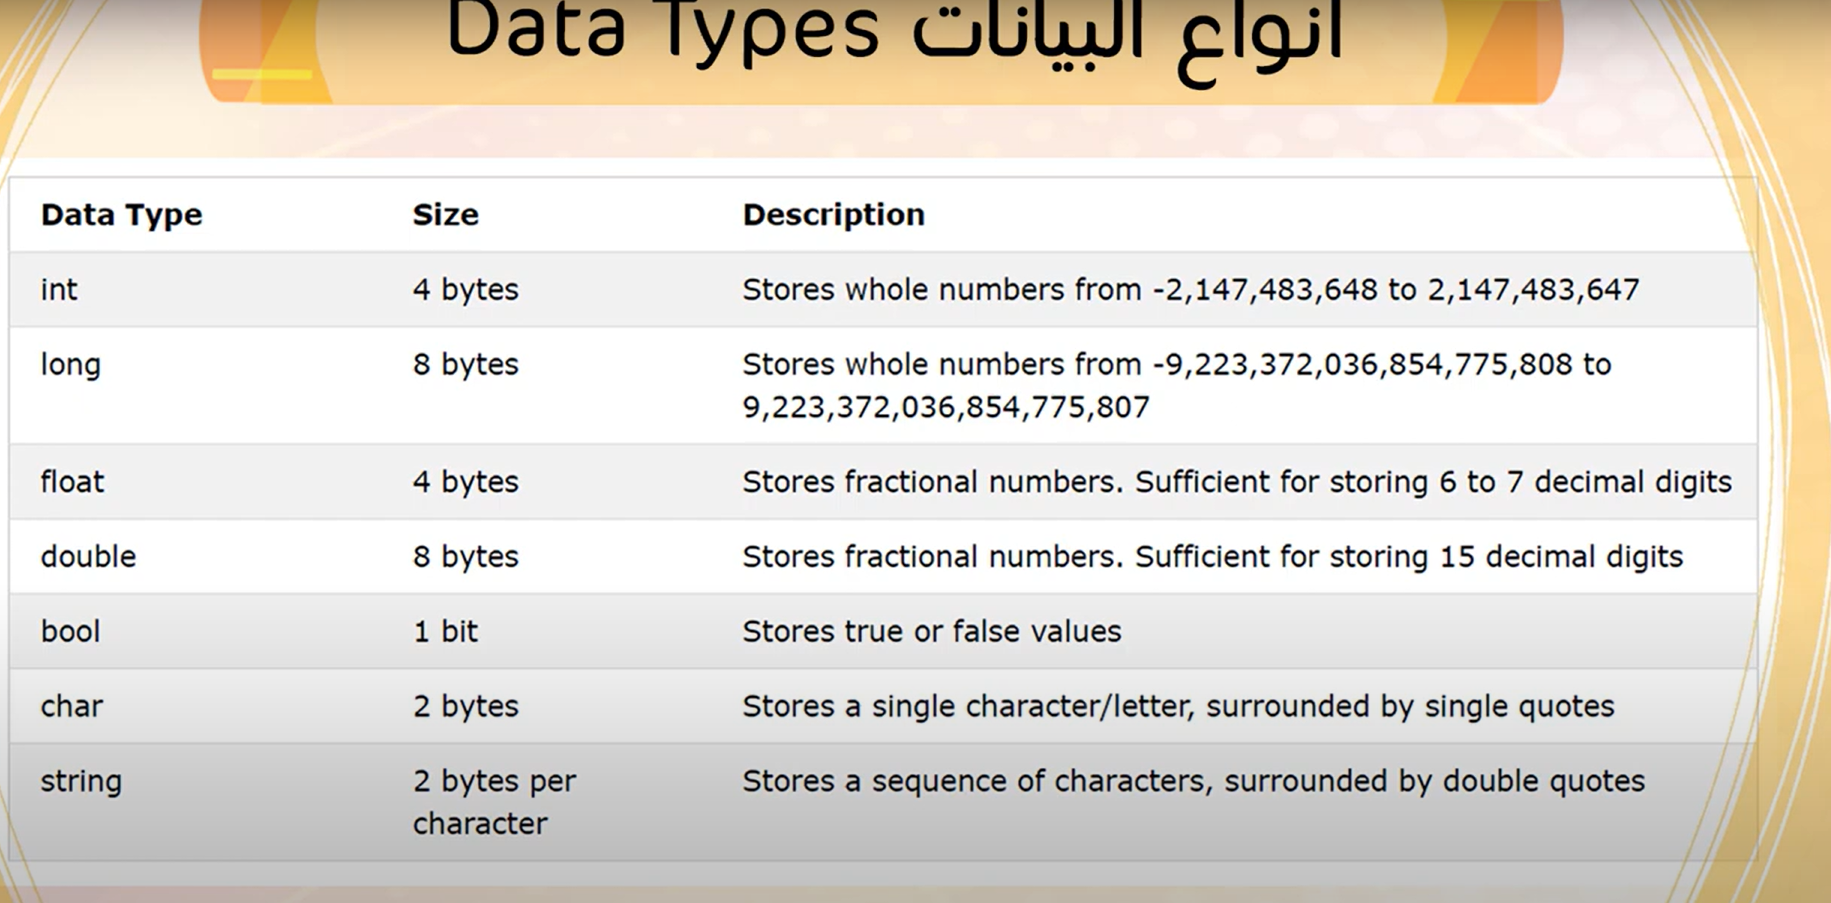 Data Types أنواع البيانات
Data Type Size Description
int 4 bytes Stores whole numbers from -2,147,483,648 to 2,147,483,647
long 8 bytes Stores whole numbers from -9,223,372,036,854,775,808 to
9,223,372,036,854,775,807
float 4 bytes Stores fractional numbers. Sufficient for storing 6 to 7 decimal digits
double 8 bytes Stores fractional numbers. Sufficient for storing 15 decimal digits
bool 1 bit Stores true or false values
char 2 bytes Stores a single character/letter, surrounded by single quotes
string 2 bytes per Stores a sequence of characters, surrounded by double quotes
character